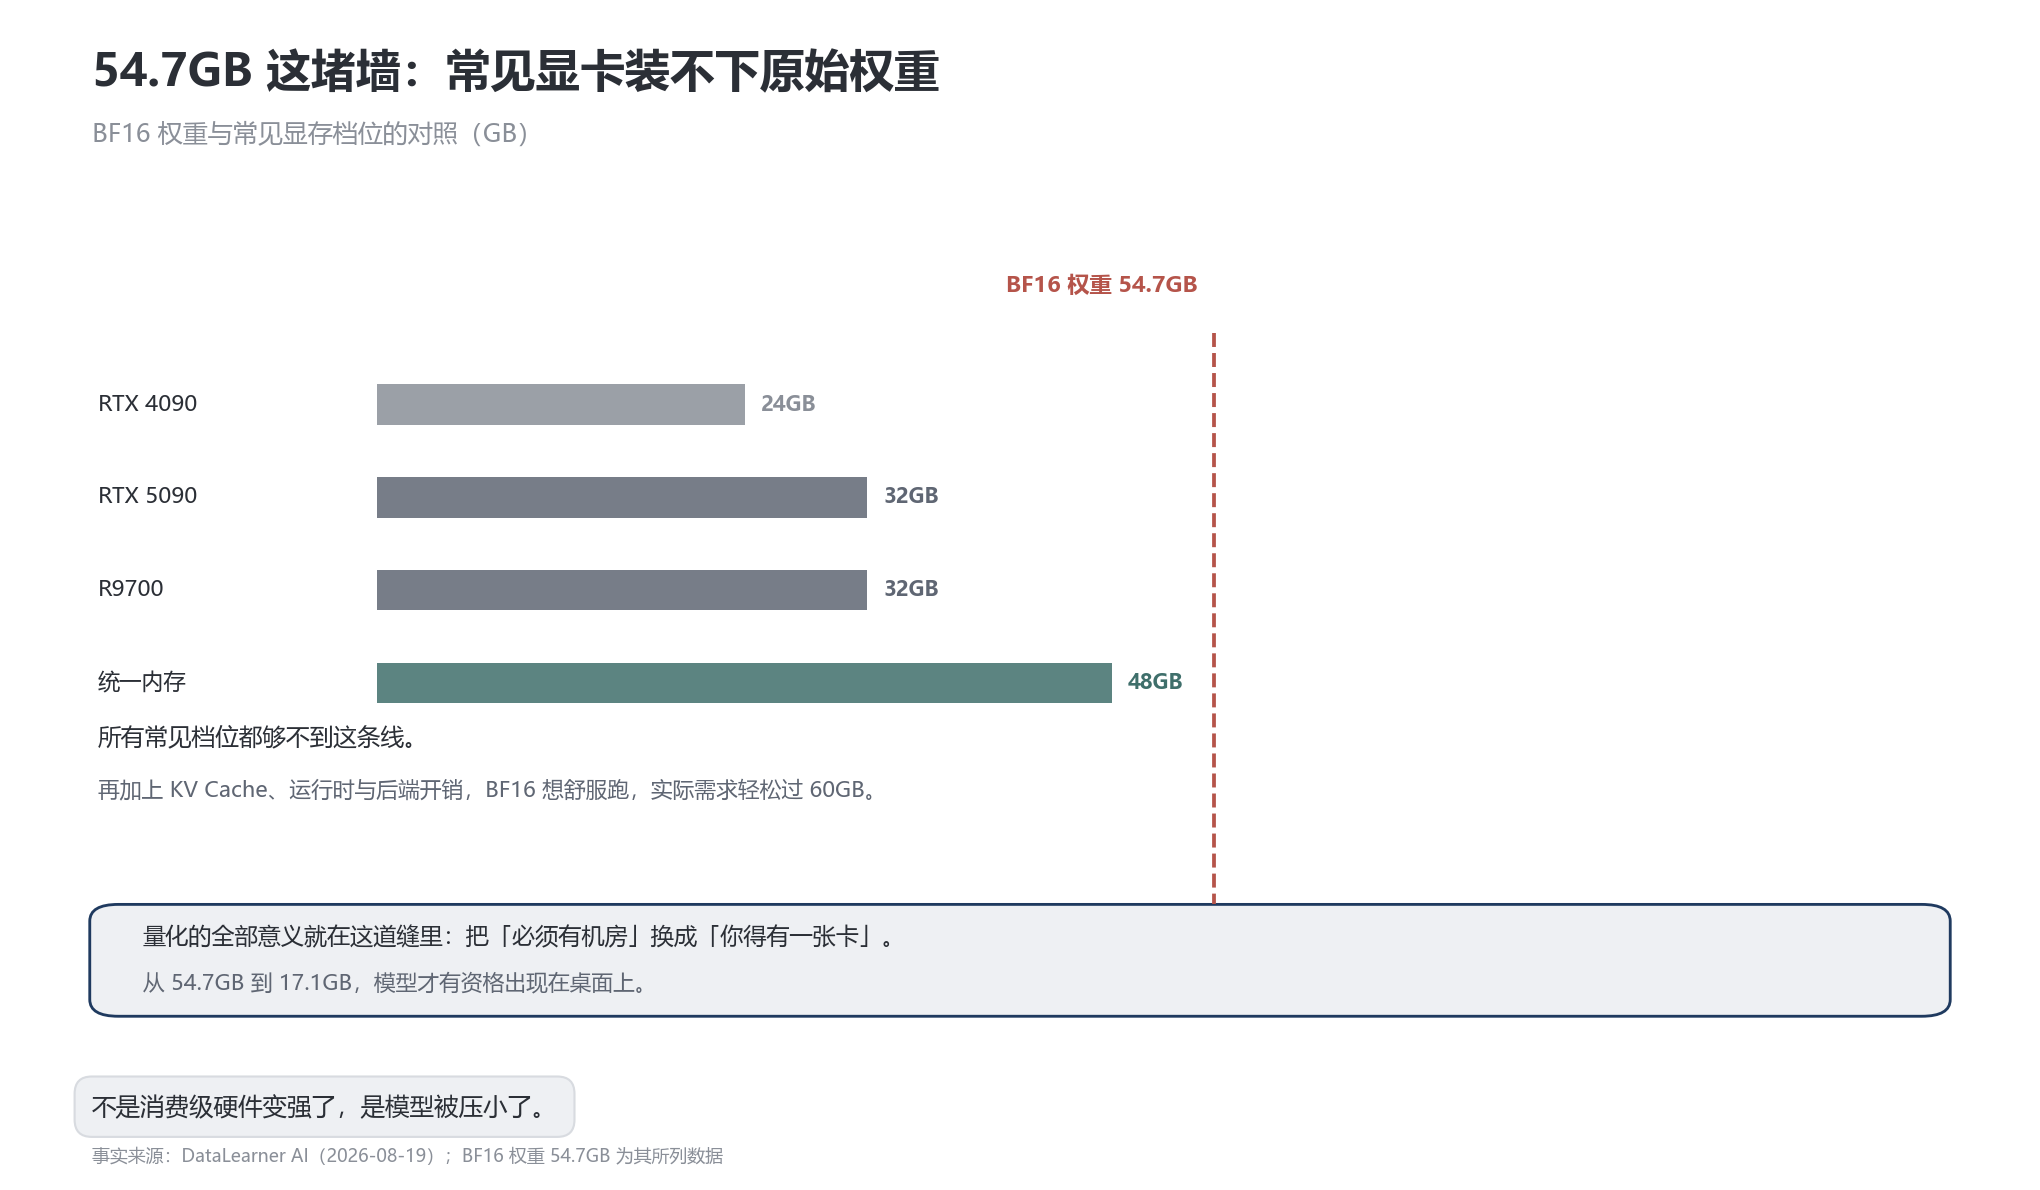 54.7GB 这堵墙：常见显卡装不下原始权重
BF16 权重与常见显存档位的对照（GB）
BF16 权重 54.7GB
RTX 4090 24GB
RTX 5090 32GB
R9700 32GB
统一内存 48GB
所有常见档位都够不到这条线。
再加上 KV Cache、运行时与后端开销，BF16 想舒服跑，实际需求轻松过 60GB。
量化的全部意义就在这道缝里：把「必须有机房」换成「你得有一张卡」。
从 54.7GB 到 17.1GB，模型才有资格出现在桌面上。
不是消费级硬件变强了，是模型被压小了。
事实来源：DataLearner AI（2026-08-19）；BF16 权重 54.7GB 为其所列数据